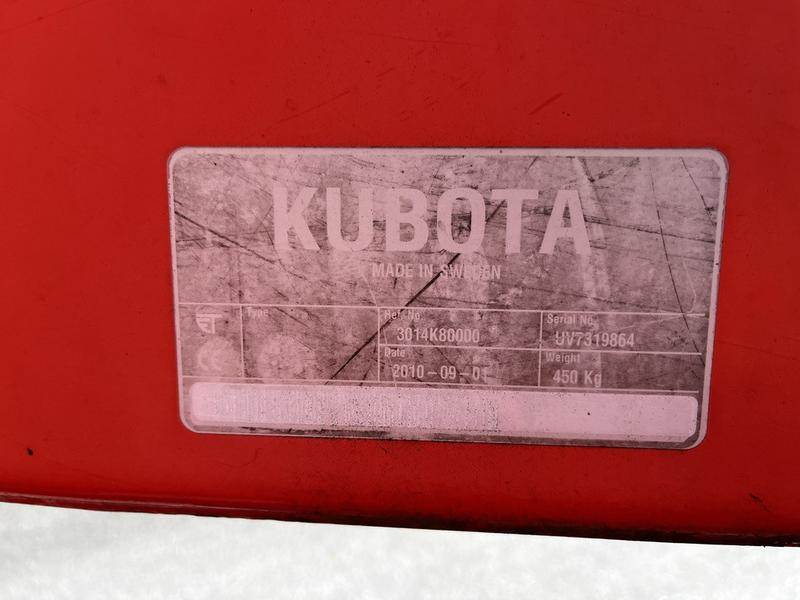 KUBOTA
MADE IN SWEDEN
Type
Ref. No.
3014K80000
Serial No.
UV7319864
Date
2010-09-01
Weight
450 Kg